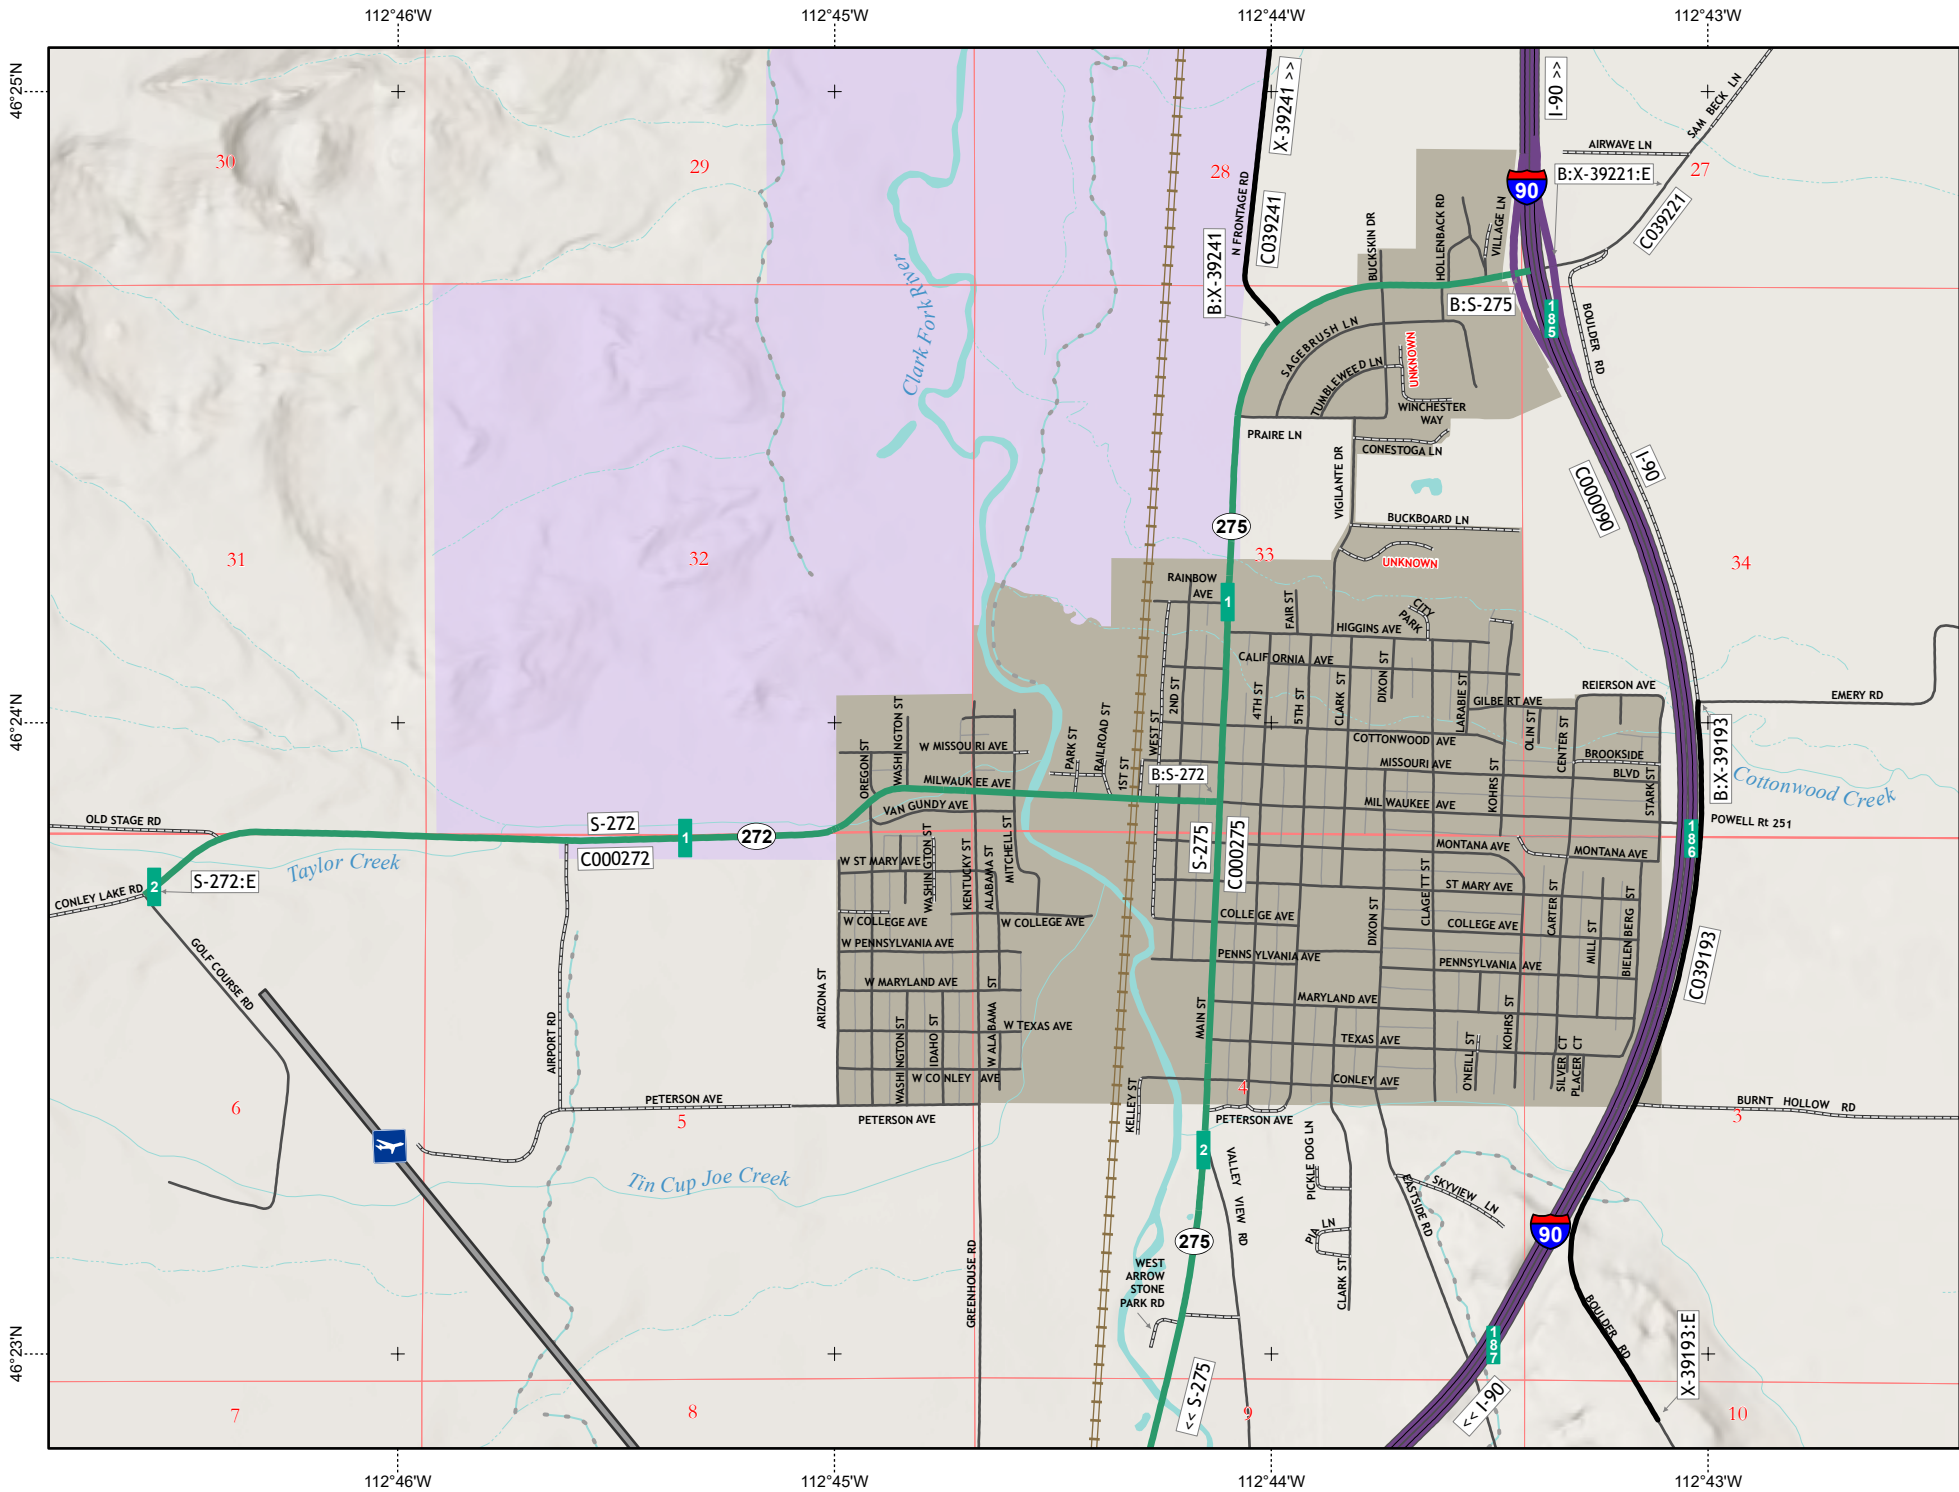 112°46'W
112°45'W
112°44'W
112°43'W
46°25'N
46°24'N
46°23'N
30
29
28
27
X-39241 >>
I-90 >>
SAM BECK LN
AIRWAVE LN
90
B:X-39221:E
C039221
N FRONTAGE RD
C039241
B:X-39241
BUCKSKIN DR
HOLLENBACK RD
VILLAGE LN
B:S-275
185
BOULDER RD
Clark Fork River
SAGEBRUSH LN
TUMBLEWEED LN
UNKNOWN
WINCHESTER
WAY
PRAIRE LN
CONESTOGA LN
VIGILANTE DR
I-90
C000090
275
BUCKBOARD LN
31
32
33
UNKNOWN
34
RAINBOW
AVE
1
FAIR ST
CITY
PARK
HIGGINS AVE
CALIFORNIA AVE
2ND ST
4TH ST
5TH ST
CLARK ST
DIXON ST
LARABIE ST
GILBERT AVE
REIERSON AVE
EMERY RD
OLIN ST
CENTER ST
B:X-39193
OREGON ST
WASHINGTON ST
W MISSOURI AVE
PARK ST
RAILROAD ST
1ST ST
WEST ST
COTTONWOOD AVE
MISSOURI AVE
BROOKSIDE
BLVD
STARK ST
Cottonwood Creek
MILWAUKEE AVE
B:S-272
KOHRS ST
VAN GUNDY AVE
MILWAUKEE AVE
POWELL Rt 251
OLD STAGE RD
S-272
1
272
C000272
Taylor Creek
2
S-272:E
CONLEY LAKE RD
W ST MARY AVE
WASHINGTON ST
KENTUCKY ST
ALABAMA ST
MITCHELL ST
S-275
C000275
MONTANA AVE
MONTANA AVE
186
ST MARY AVE
CLAGETT ST
CARTER ST
MILL ST
BIELENBERG ST
W COLLEGE AVE
W COLLEGE AVE
COLLEGE AVE
COLLEGE AVE
DIXON ST
W PENNSYLVANIA AVE
PENNSYLVANIA AVE
PENNSYLVANIA AVE
C039193
GOLF COURSE RD
ARIZONA ST
W MARYLAND AVE
MARYLAND AVE
MAIN ST
KOHRS ST
AIRPORT RD
WASHINGTON ST
IDAHO ST
W ALABAMA ST
W TEXAS AVE
TEXAS AVE
O'NEILL ST
SILVER CT
PLACER CT
W CONLEY AVE
CONLEY AVE
KELLEY ST
6
5
4
3
PETERSON AVE
PETERSON AVE
PETERSON AVE
BURNT HOLLOW RD
2
VALLEY VIEW RD
PICKLE DOG LN
Tin Cup Joe Creek
SKYVIEW LN
EASTSIDE RD
PIA LN
275
90
GREENHOUSE RD
WEST
ARROW
STONE
PARK RD
CLARK ST
BOULDER RD
187
X-39193:E
<< S-275
<< I-90
7
8
9
10
112°46'W
112°45'W
112°44'W
112°43'W